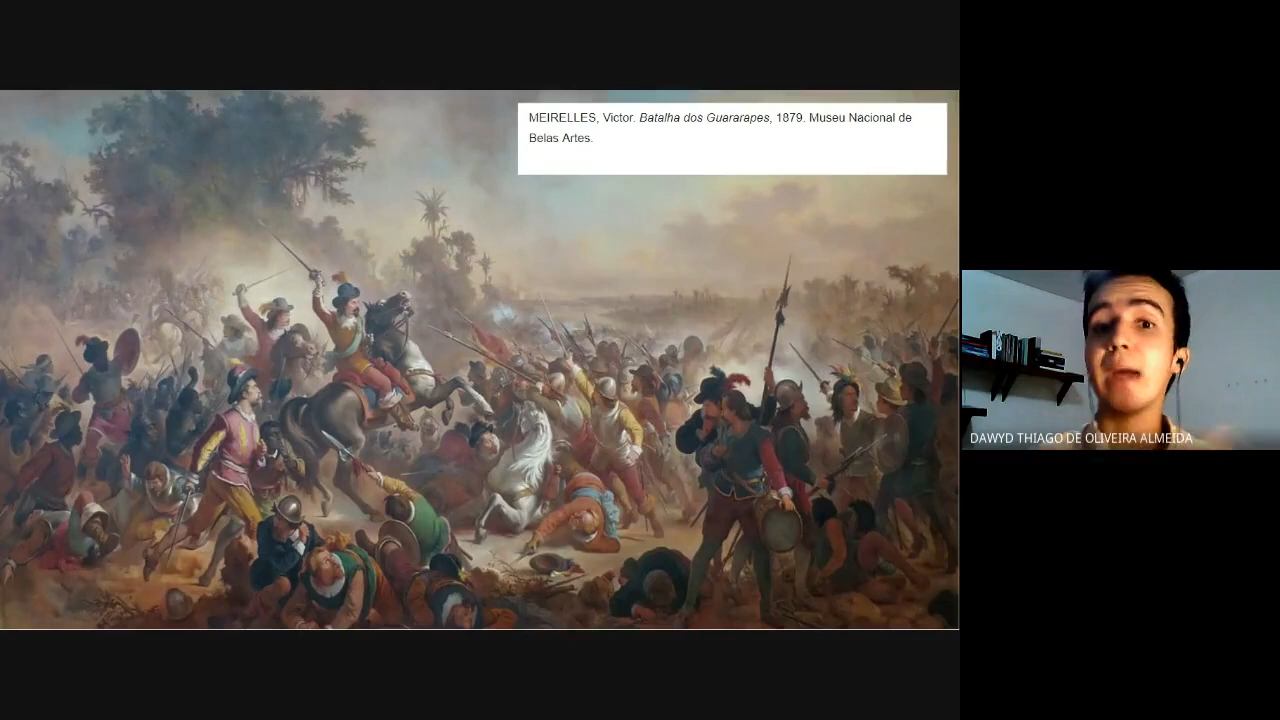 MEIRELLES, Victor. Batalha dos Guararapes, 1879. Museu Nacional de
Belas Artes.
DAWYD THIAGO DE OLIVEIRA ALMEIDA